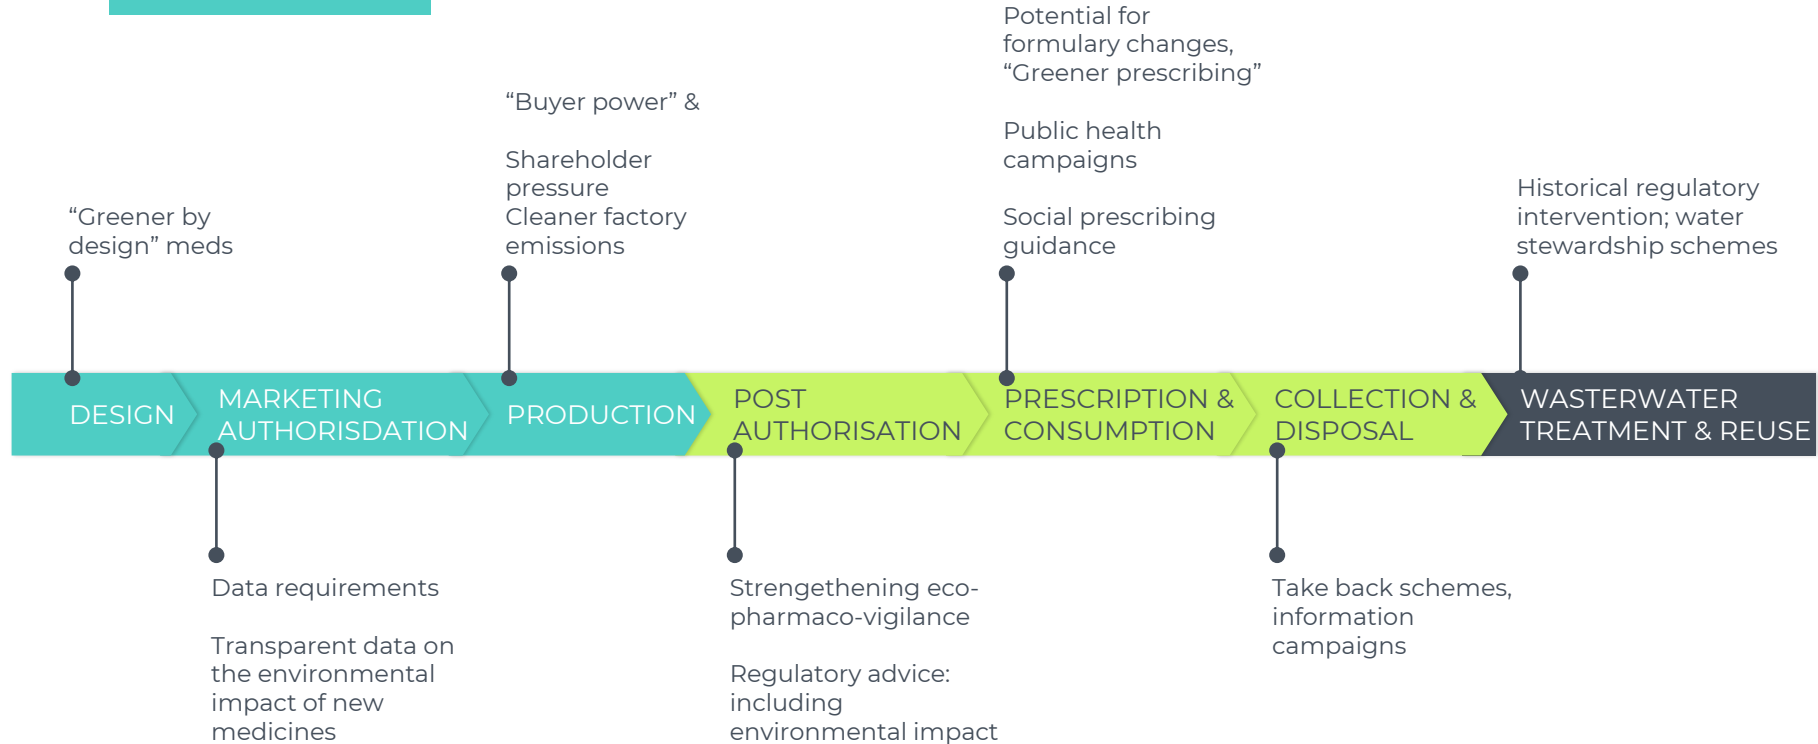 Potential for
formulary changes,
“Greener prescribing”
Public health
campaigns
Social prescribing
guidance
“Buyer power” &
Shareholder
pressure
Cleaner factory
emissions
“Greener by
design” meds
Historical regulatory
intervention; water
stewardship schemes
DESIGN
MARKETING
AUTHORISDATION
PRODUCTION
POST
AUTHORISATION
PRESCRIPTION &
CONSUMPTION
COLLECTION &
DISPOSAL
WASTERWATER
TREATMENT & REUSE
Data requirements
Transparent data on
the environmental
impact of new
medicines
Strengethening eco-
pharmaco-vigilance
Regulatory advice:
including
environmental impact
Take back schemes,
information
campaigns